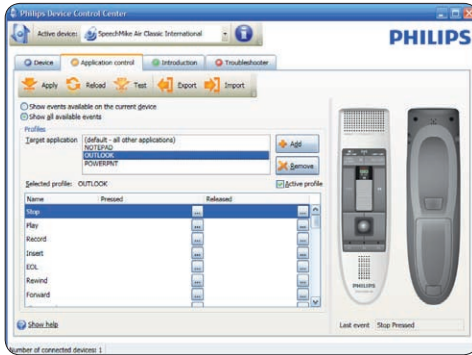 Philips Device Control Center
Active device: SpeechMike Air Classic International
PHILIPS
Device Application control Introduction Troubleshooter
Apply Reload Test Export Import
Show events available on the current device
Show all available events
Profiles
Target application (default - all other applications)
NOTEPAD
OUTLOOK
POWERPNT
Add
Remove
Selected profile: OUTLOOK Active profile
Name Pressed Released
Stop ... ...
Play ... ...
Record ... ...
Insert ... ...
EOL ... ...
Rewind ... ...
Forward ... ...
PHILIPS
Show help
Last event Stop Pressed
Number of connected devices: 1